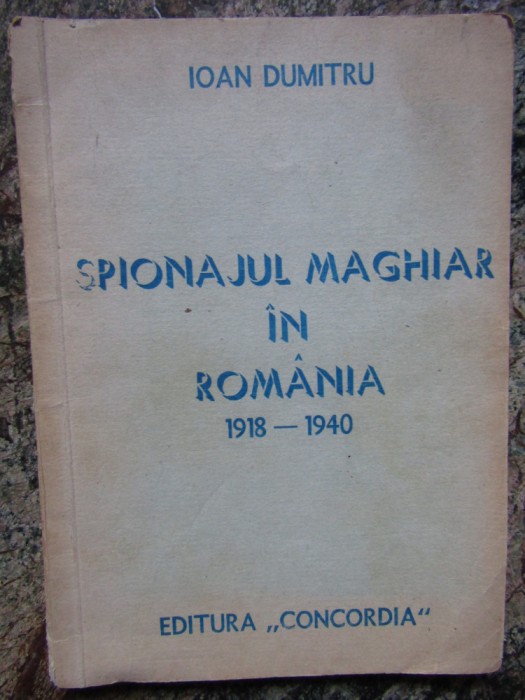 IOAN DUMITRU
SPIONAJUL MAGHIAR
ÎN
ROMÂNIA
1918 — 1940
EDITURA „CONCORDIA“